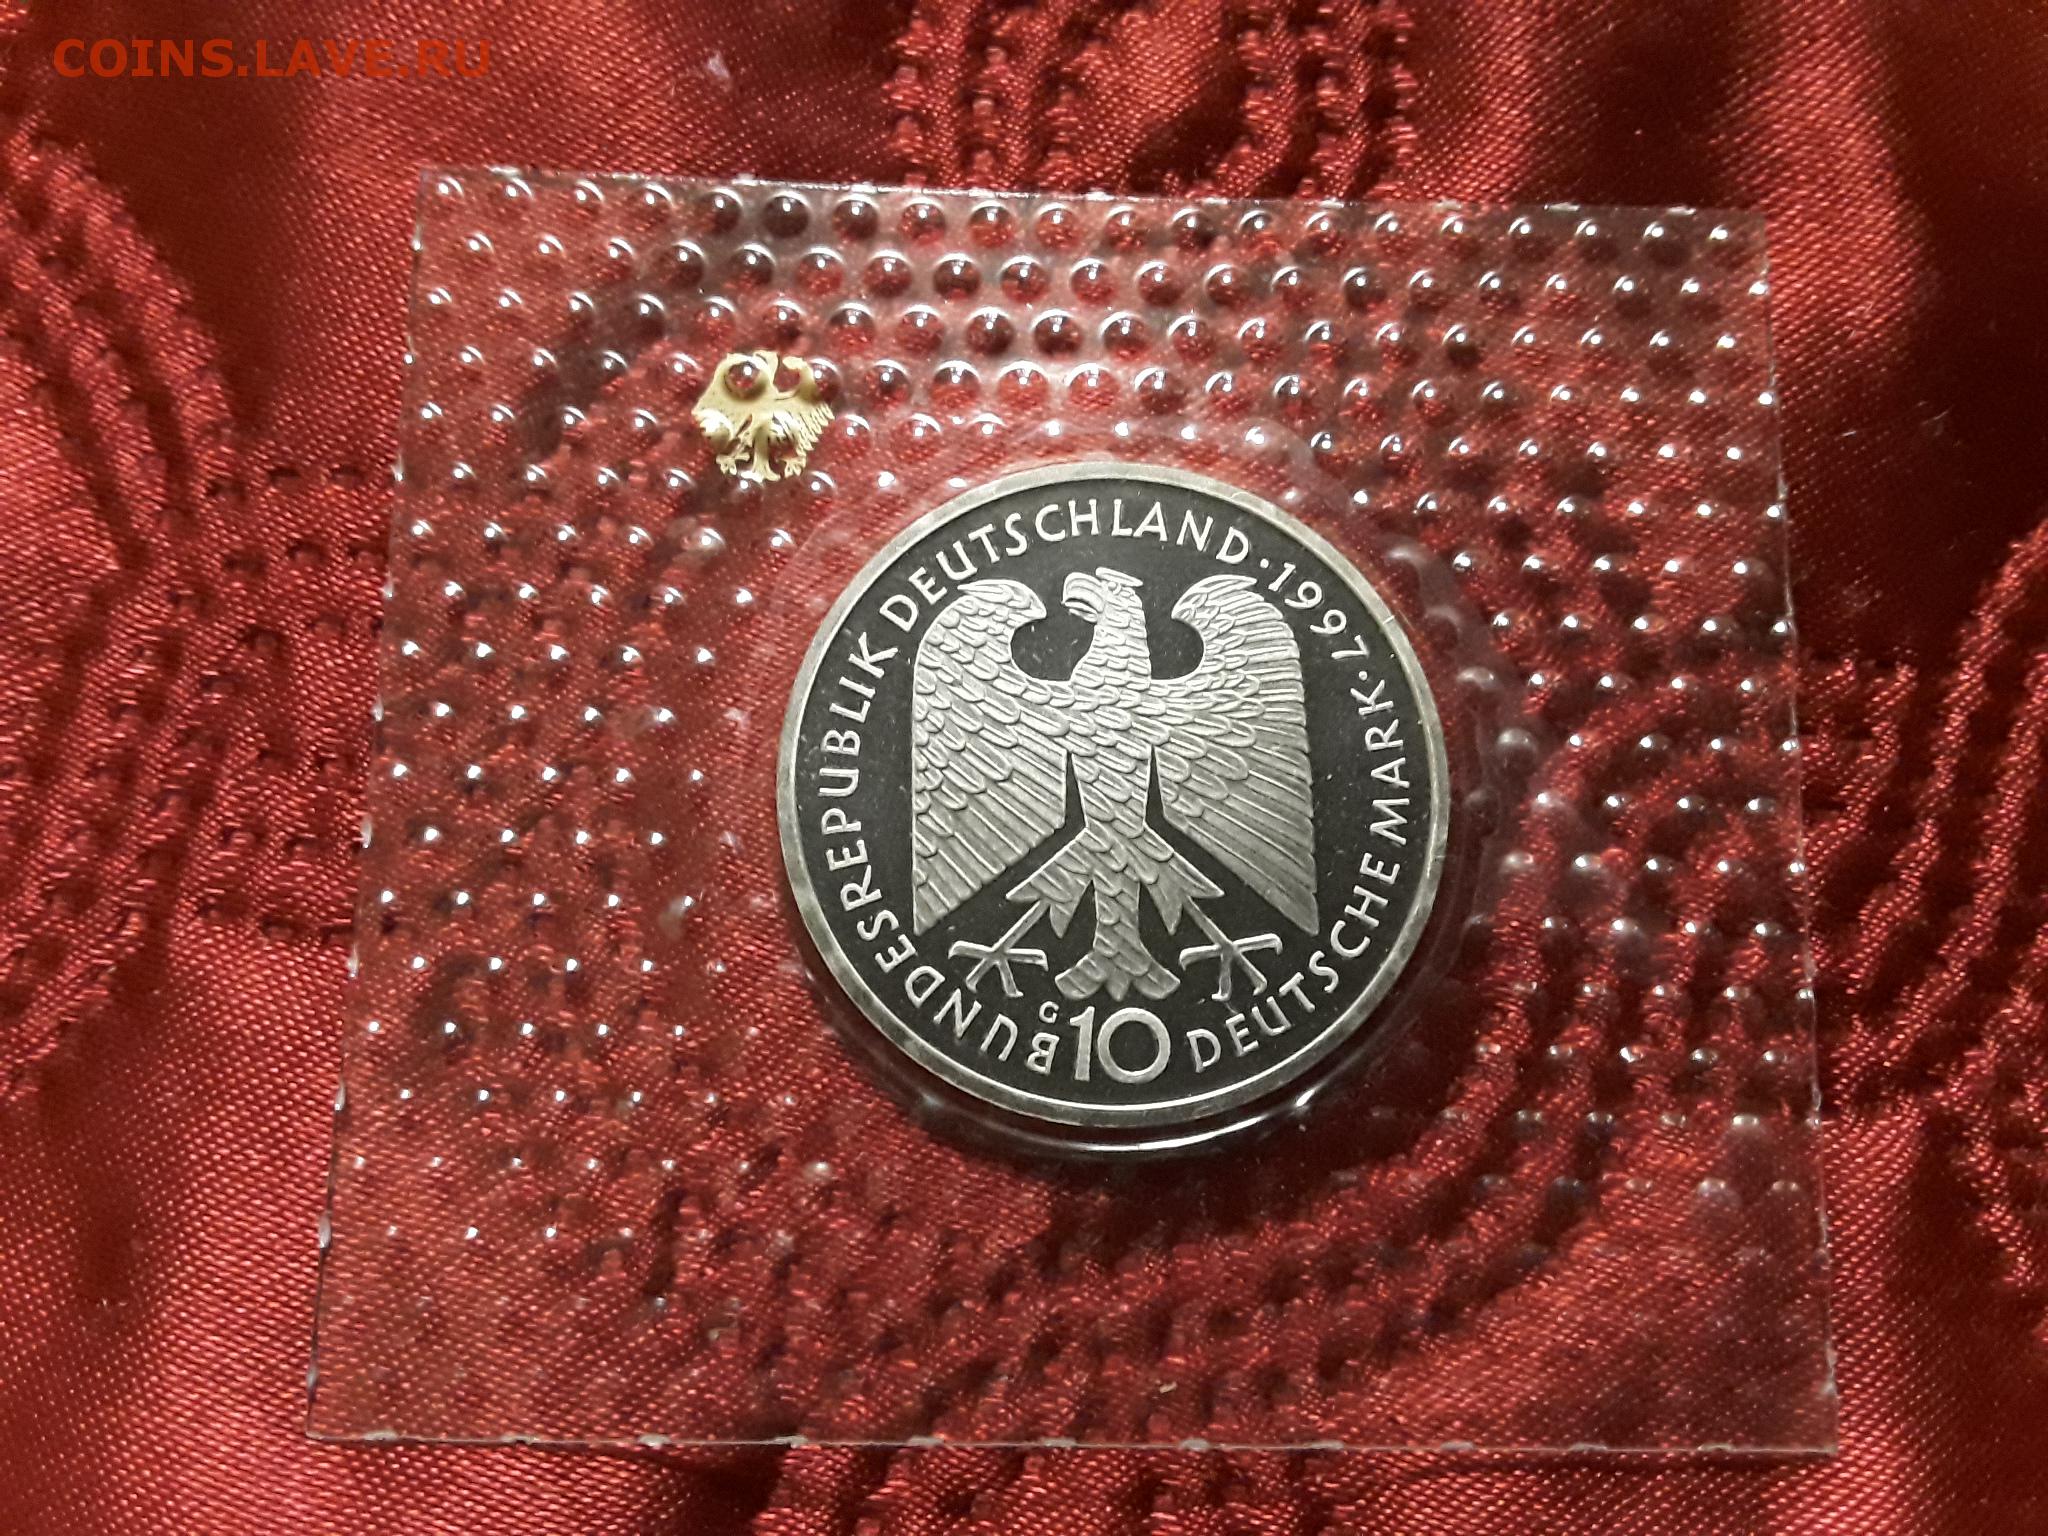 COINS.LAVE.RU
BUNDESREPUBLIK DEUTSCHLAND·1997·
10 DEUTSCHE MARK
G